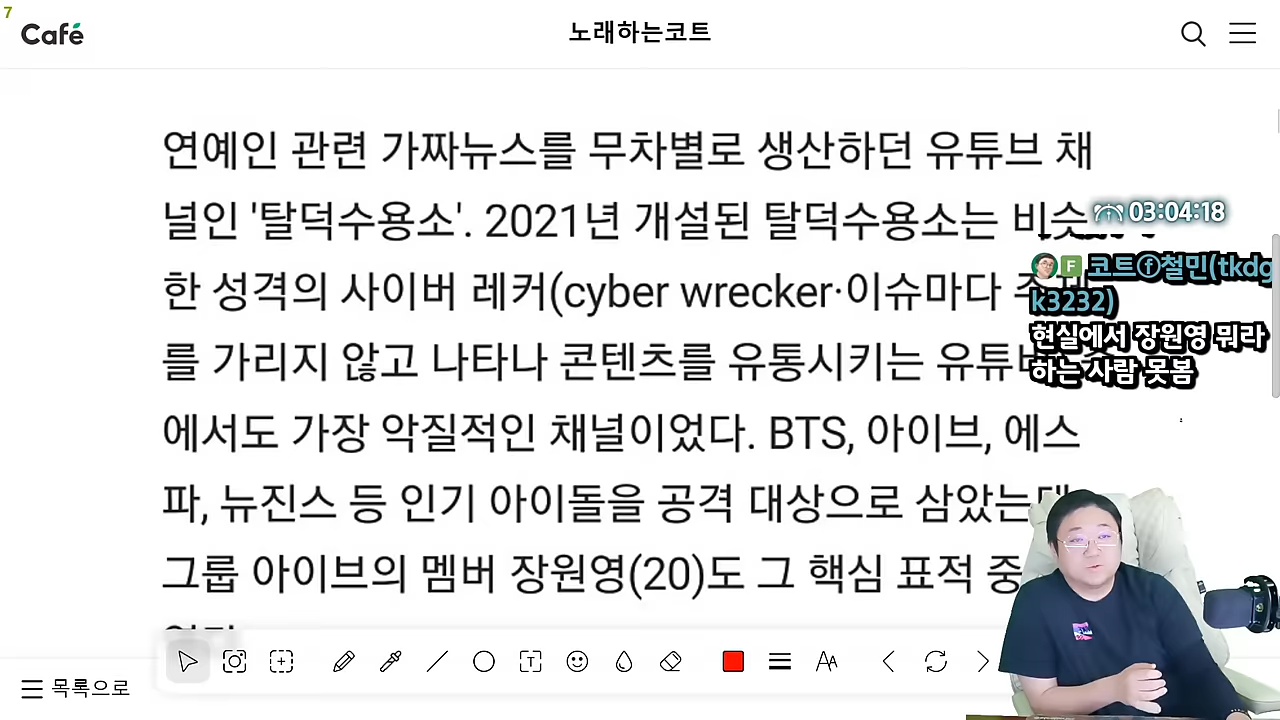 7
Café
노래하는코트
연예인 관련 가짜뉴스를 무차별로 생산하던 유튜브 채
널인 '탈덕수용소'. 2021년 개설된 탈덕수용소는 비슷
03:04:18
한 성격의 사이버 레커(cyber wrecker·이슈마다
F 코트ⓕ철민(tkdg
k3232)
현실에서 장원영 뭐라
하는 사람 못봄
를 가리지 않고 나타나 콘텐츠를 유통시키는
에서도 가장 악질적인 채널이었다. BTS, 아이브, 에스
파, 뉴진스 등 인기 아이돌을 공격 대상으로 삼았는데
그룹 아이브의 멤버 장원영(20)도 그 핵심 표적 중
T
AA
목록으로